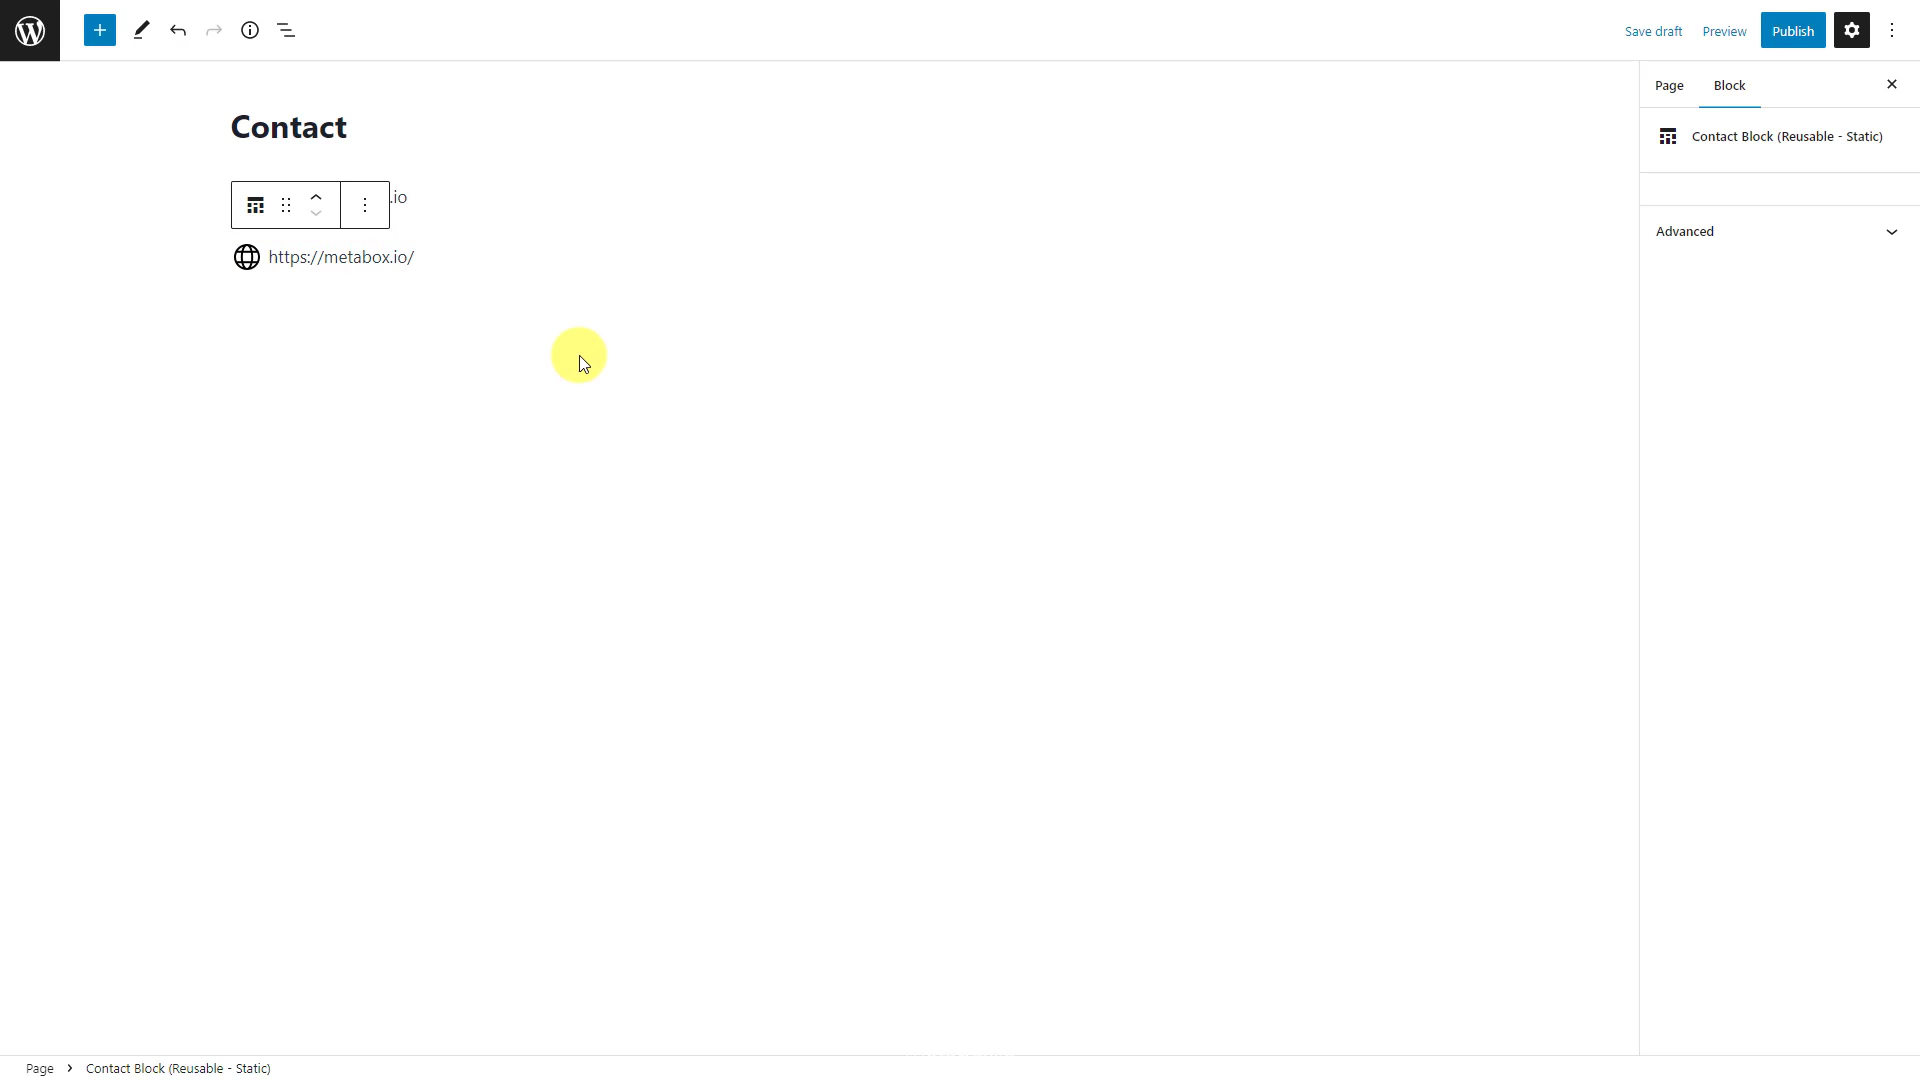 Save draft Preview Publish
Page Block
Contact
Contact Block (Reusable - Static)
.io
Advanced
https://metabox.io/
Page > Contact Block (Reusable - Static)